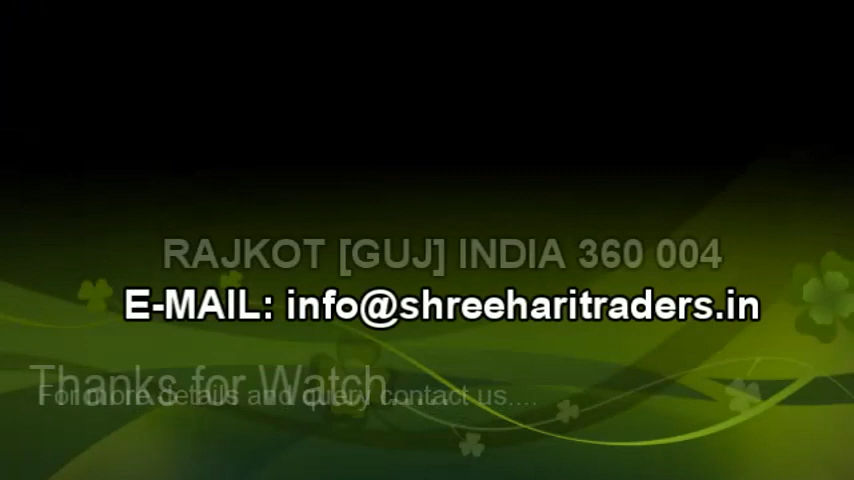 RAJKOT [GUJ] INDIA 360 004
E-MAIL: info@shreeharitraders.in
Thanks for Watch......
For more details and query contact us....